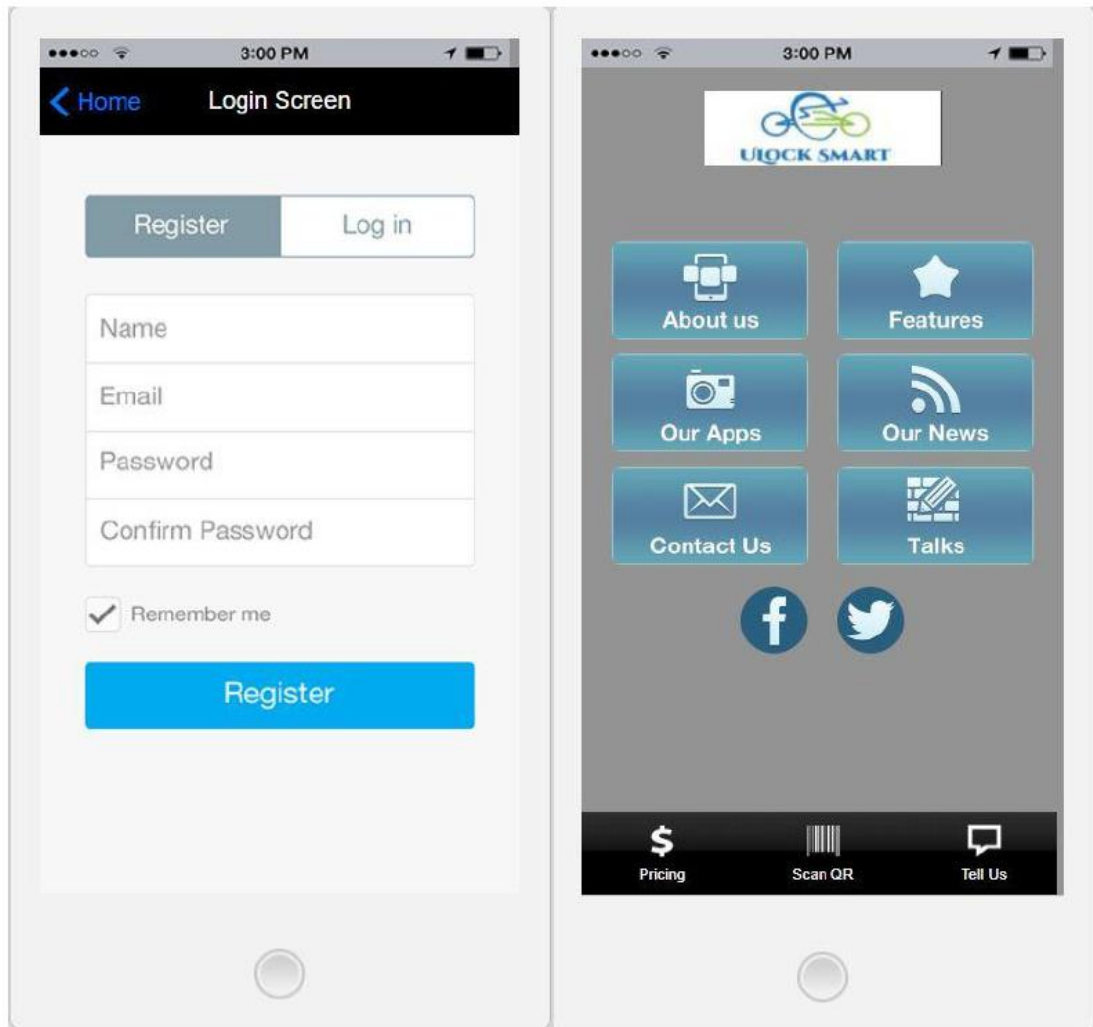 3:00 PM
Home Login Screen
Register Log in
Name
Email
Password
Confirm Password
Remember me
Register
3:00 PM
ULOCK SMART
About us Features
Our Apps Our News
Contact Us Talks
Pricing Scan QR Tell Us